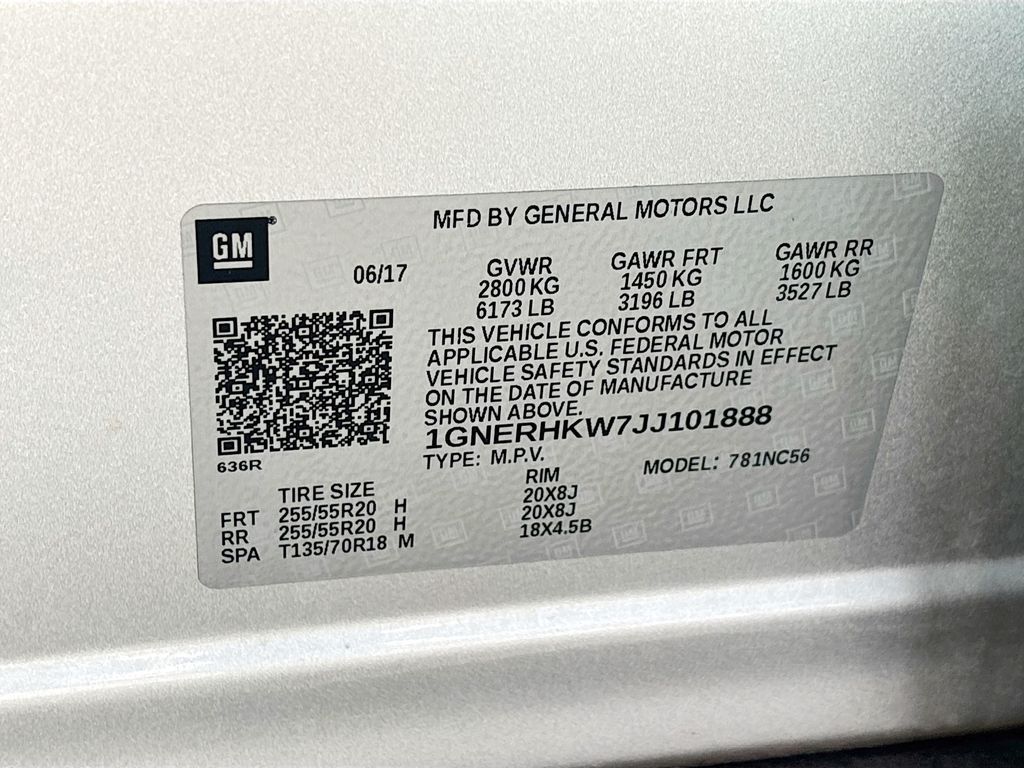 MFD BY GENERAL MOTORS LLC
GM®
06/17
GVWR GAWR FRT GAWR RR
2800 KG 1450 KG 1600 KG
6173 LB 3196 LB 3527 LB
THIS VEHICLE CONFORMS TO ALL
APPLICABLE U.S. FEDERAL MOTOR
VEHICLE SAFETY STANDARDS IN EFFECT
ON THE DATE OF MANUFACTURE
SHOWN ABOVE.
1GNERHKW7JJ101888
636R
TYPE: M.P.V. MODEL: 781NC56
TIRE SIZE RIM
FRT 255/55R20 H 20X8J
RR 255/55R20 H 20X8J
SPA T135/70R18 M 18X4.5B